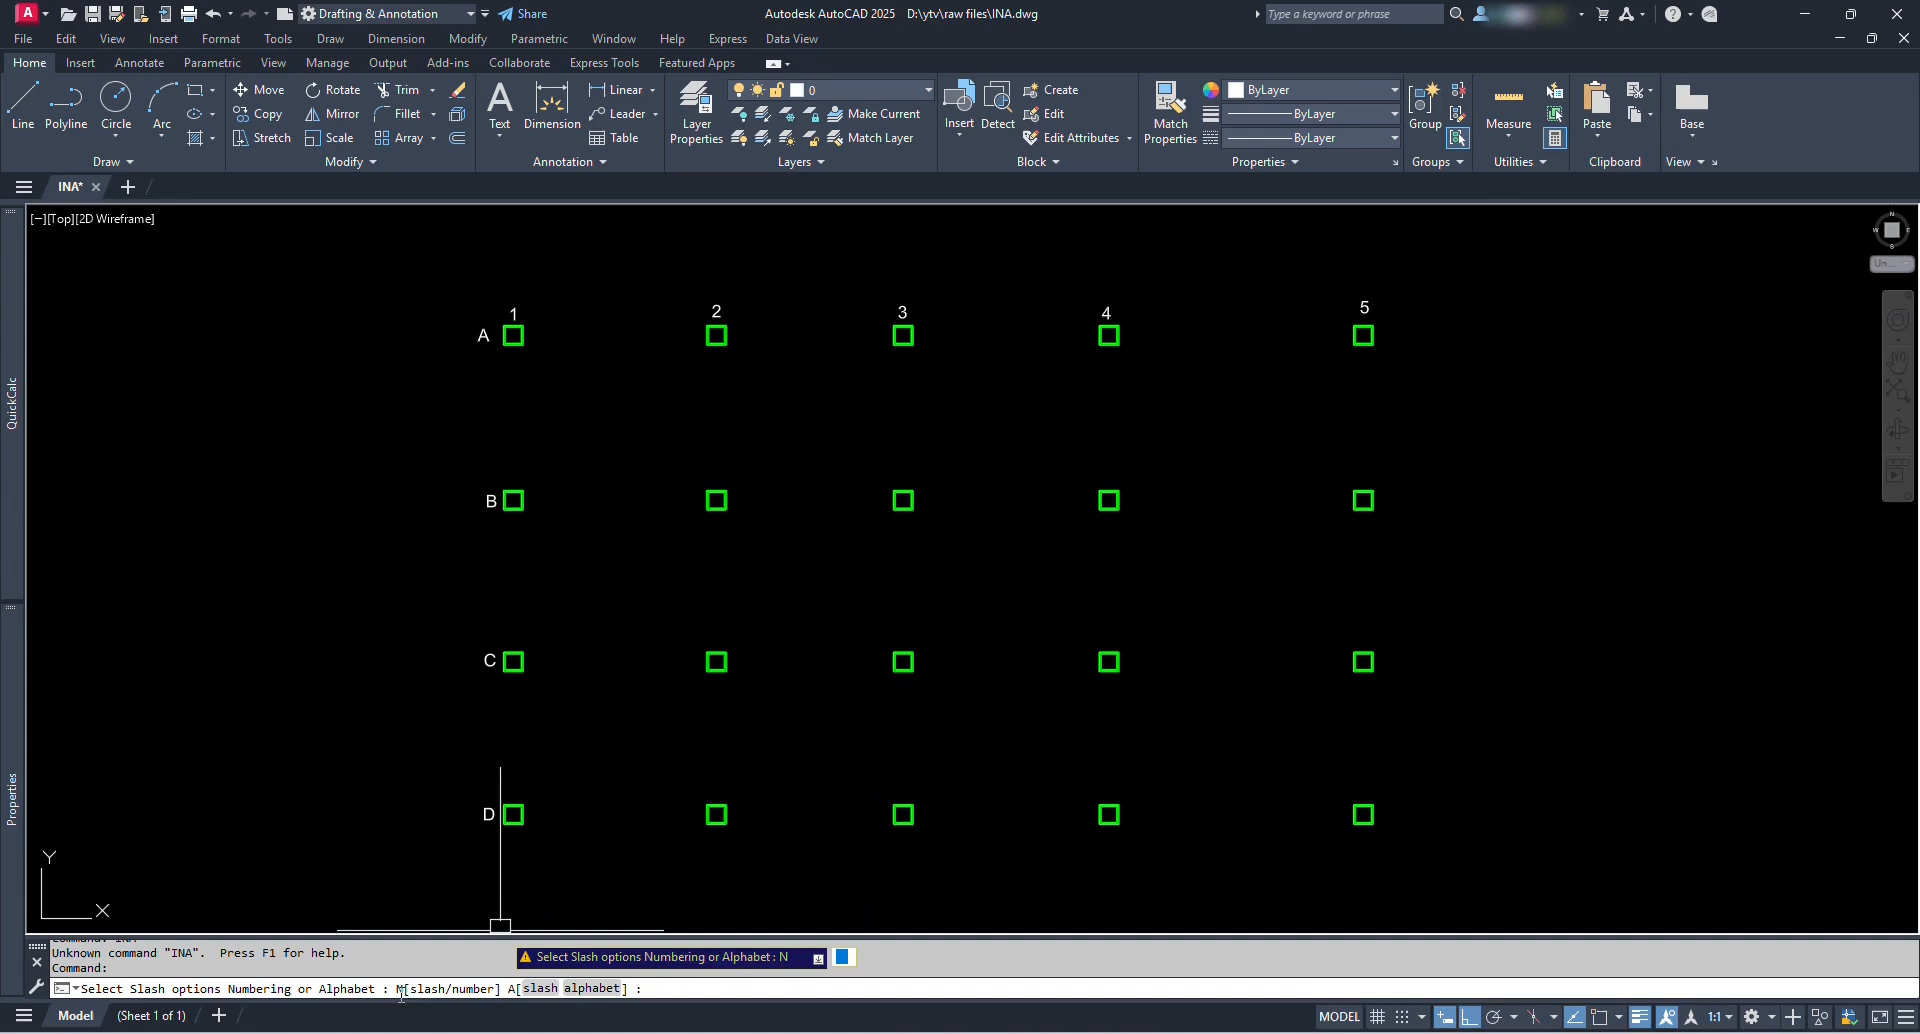 A Drafting & Annotation Share Autodesk AutoCAD 2025 D:\ytv\raw files\INA.dwg Type a keyword or phrase
File Edit View Insert Format Tools Draw Dimension Modify Parametric Window Help Express Data View
Home Insert Annotate Parametric View Manage Output Add-ins Collaborate Express Tools Featured Apps
Line Polyline Circle Arc
Draw
Move Rotate Trim
Copy Mirror Fillet
Stretch Scale Array
Modify
Text Dimension
Linear
Leader
Table
Annotation
Layer Properties
0
Make Current
Match Layer
Layers
Insert Detect
Create
Edit
Edit Attributes
Block
Match Properties
ByLayer
ByLayer
ByLayer
Properties
Group
Groups
Measure
Utilities
Paste
Clipboard
Base
View
INA*
[−][Top][2D Wireframe]
N
W E
S
Un...
QuickCalc
1 2 3 4 5
A
B
C
D
Properties
Y
X
Unknown command "INA". Press F1 for help.
Command:
Select Slash options Numbering or Alphabet : N
Select Slash options Numbering or Alphabet : N[slash/number] A[slash alphabet] :
Model (Sheet 1 of 1)
MODEL 1:1